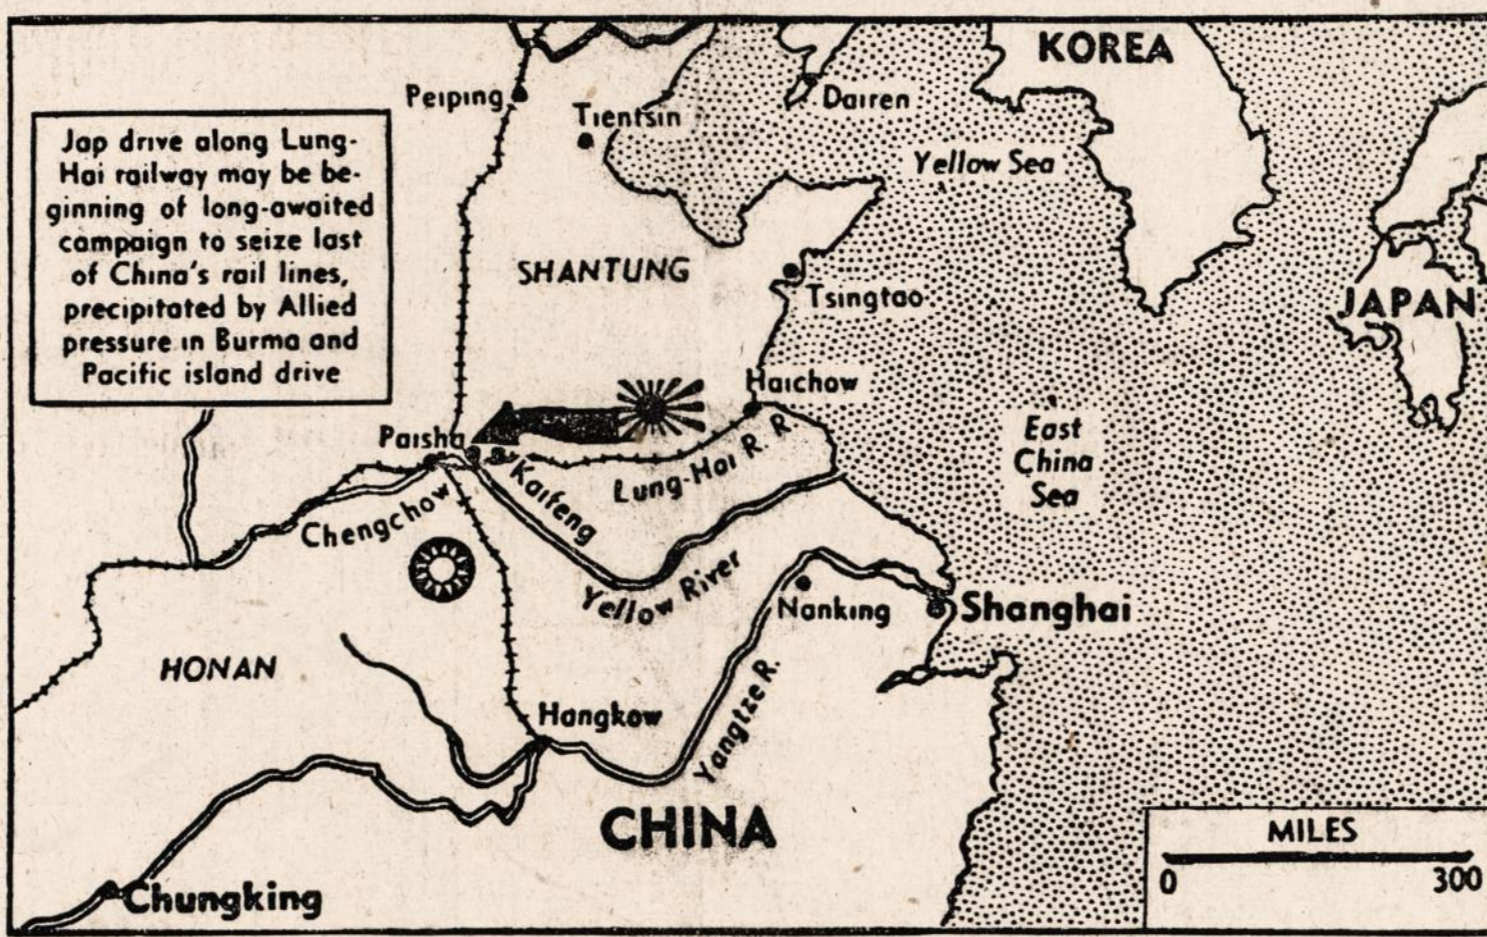 KOREA
Peiping
Dairen
Tientsin
Jap drive along Lung-
Hai railway may be be-
ginning of long-awaited
campaign to seize last
of China's rail lines,
precipitated by Allied
pressure in Burma and
Pacific island drive
Yellow Sea
SHANTUNG
Tsingtao
JAPAN
Haichow
Paisha
Lung-Hai R. R.
Kaifeng
East
China
Sea
Chengchow
Yellow River
Nanking
Shanghai
HONAN
Hangkow
Yangtze R.
CHINA
Chungking
MILES
0 300